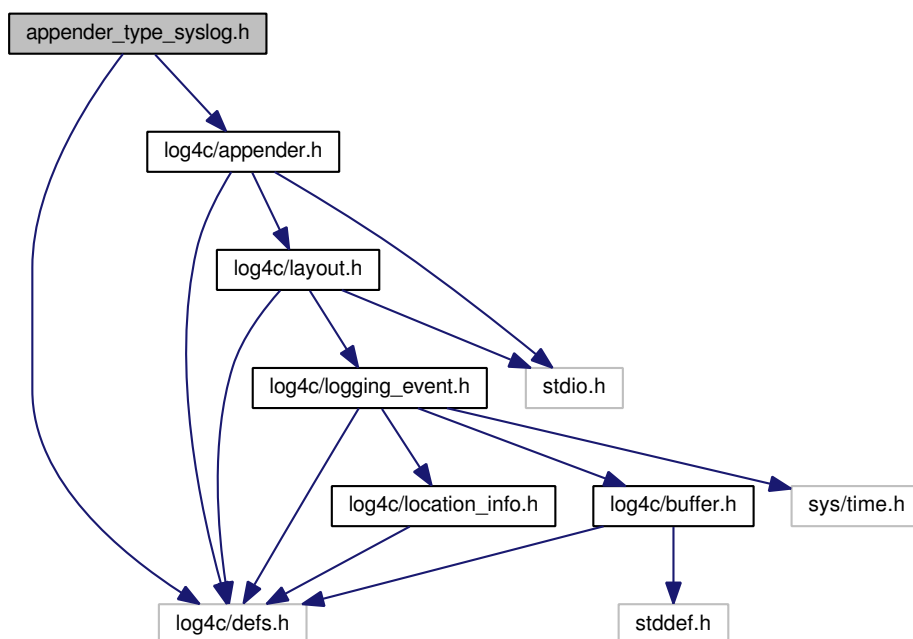 appender_type_syslog.h
log4c/appender.h
log4c/layout.h
log4c/logging_event.h
stdio.h
log4c/location_info.h
log4c/buffer.h
sys/time.h
log4c/defs.h
stddef.h